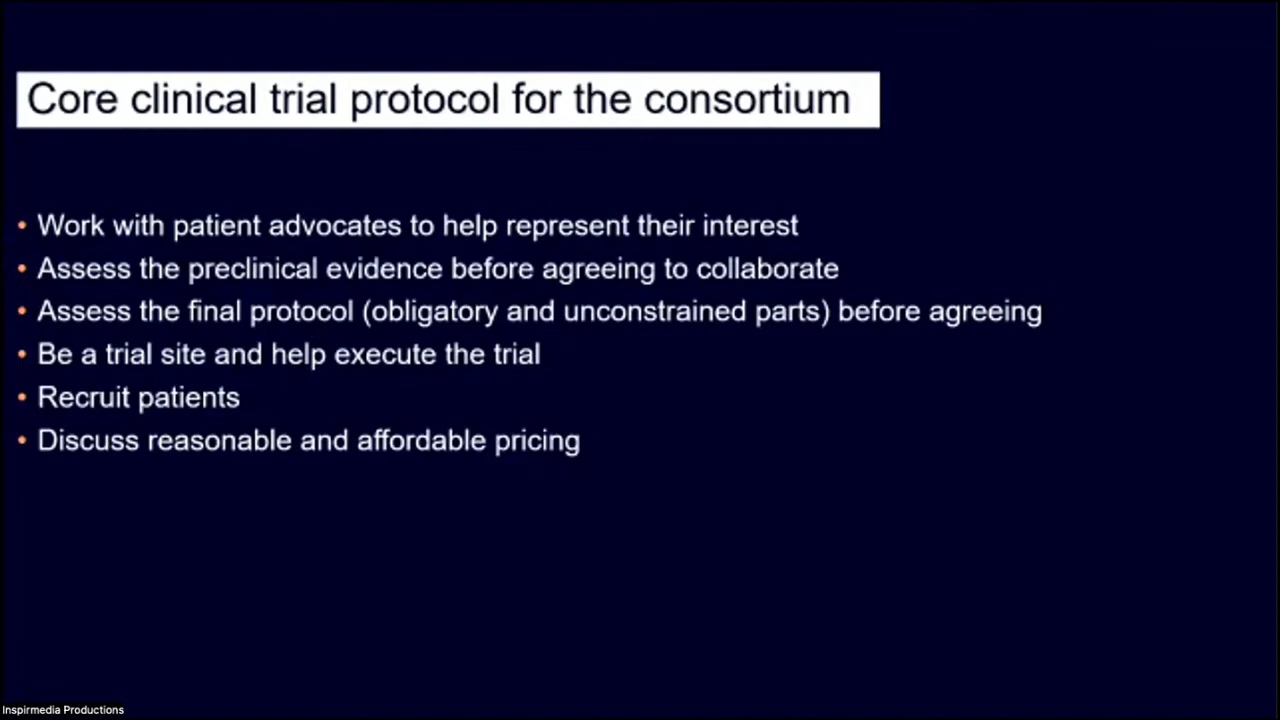 Core clinical trial protocol for the consortium
• Work with patient advocates to help represent their interest
• Assess the preclinical evidence before agreeing to collaborate
• Assess the final protocol (obligatory and unconstrained parts) before agreeing
• Be a trial site and help execute the trial
• Recruit patients
• Discuss reasonable and affordable pricing
Inspirmedia Productions